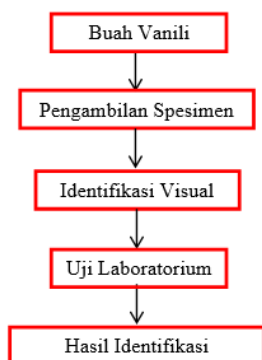 Buah Vanili
Pengambilan Spesimen
Identifikasi Visual
Uji Laboratorium
Hasil Identifikasi